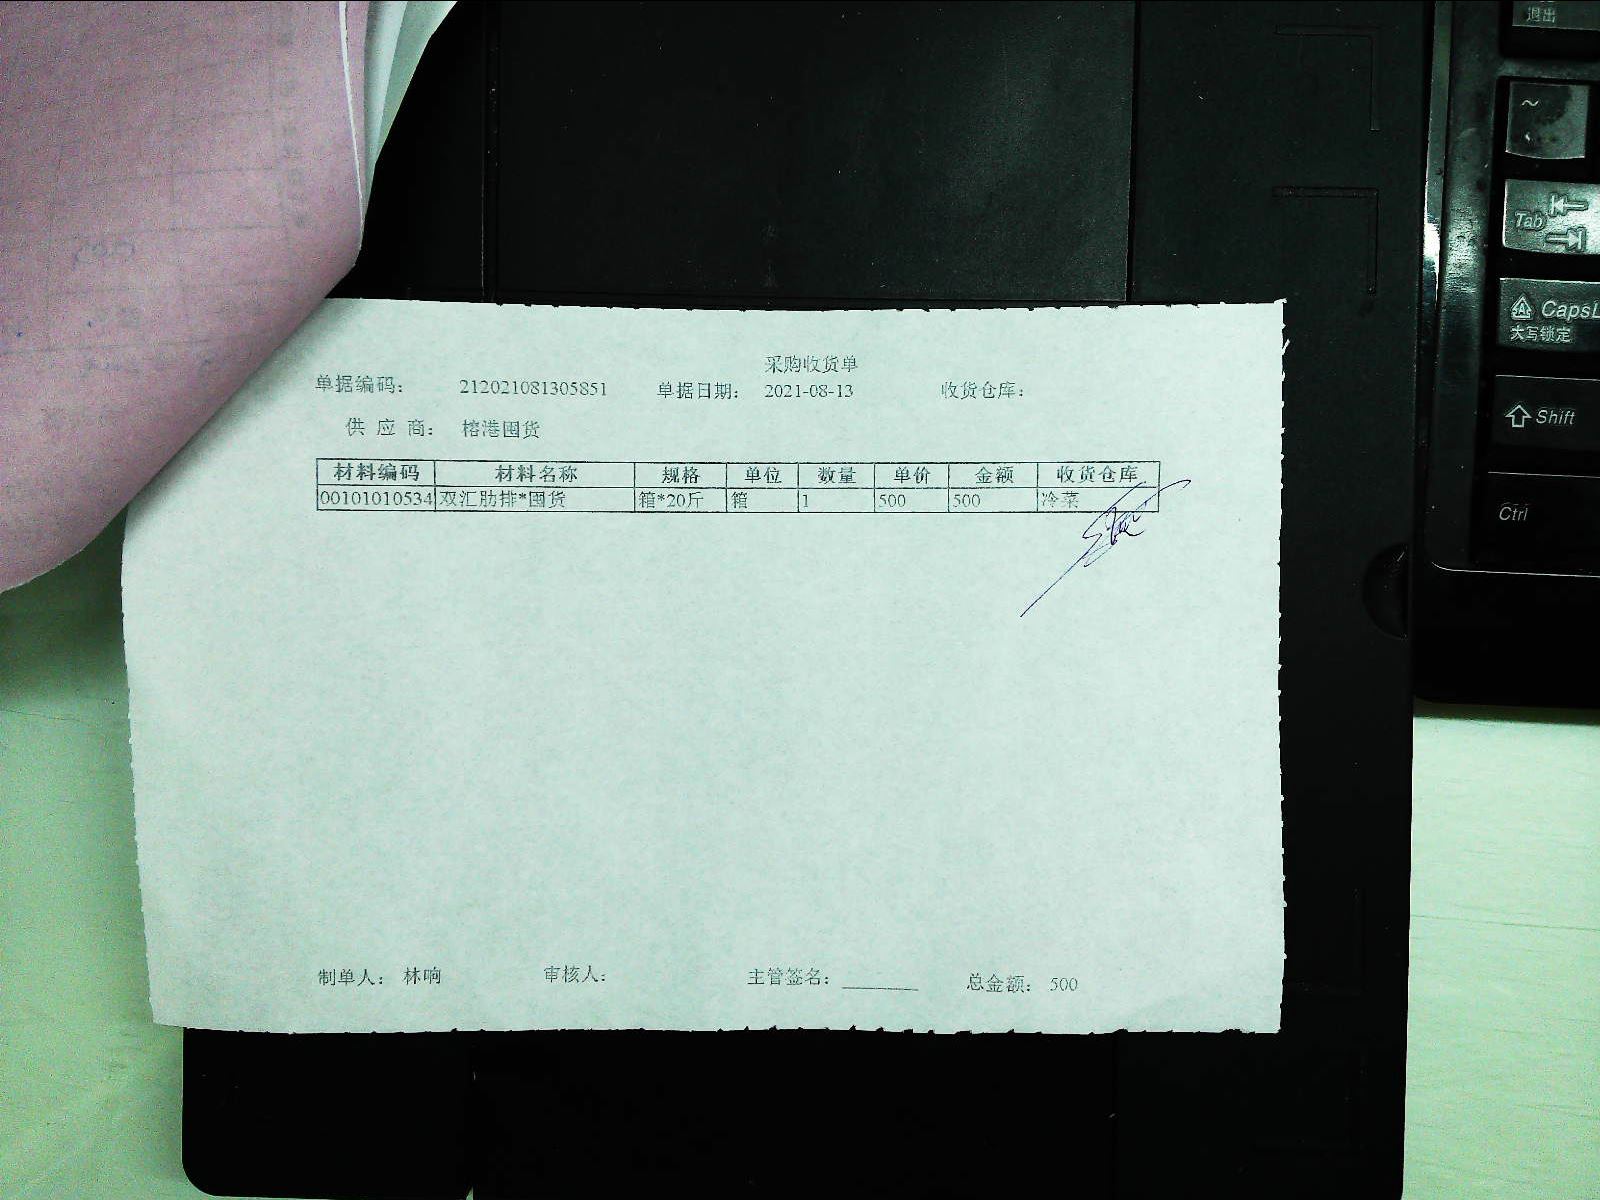 采购收货单
单据编码: 212021081305851 单据日期: 2021-08-13 收货仓库:
供应商: 榕港囤货
材料编码 材料名称 规格 单位 数量 单价 金额 收货仓库
00101010534 双汇肋排*囤货 箱*20斤 箱 1 500 500 冷菜
制单人: 林响 审核人: 主管签名: ________ 总金额: 500
退出
~
Tab
CapsL
大写锁定
Shift
Ctrl